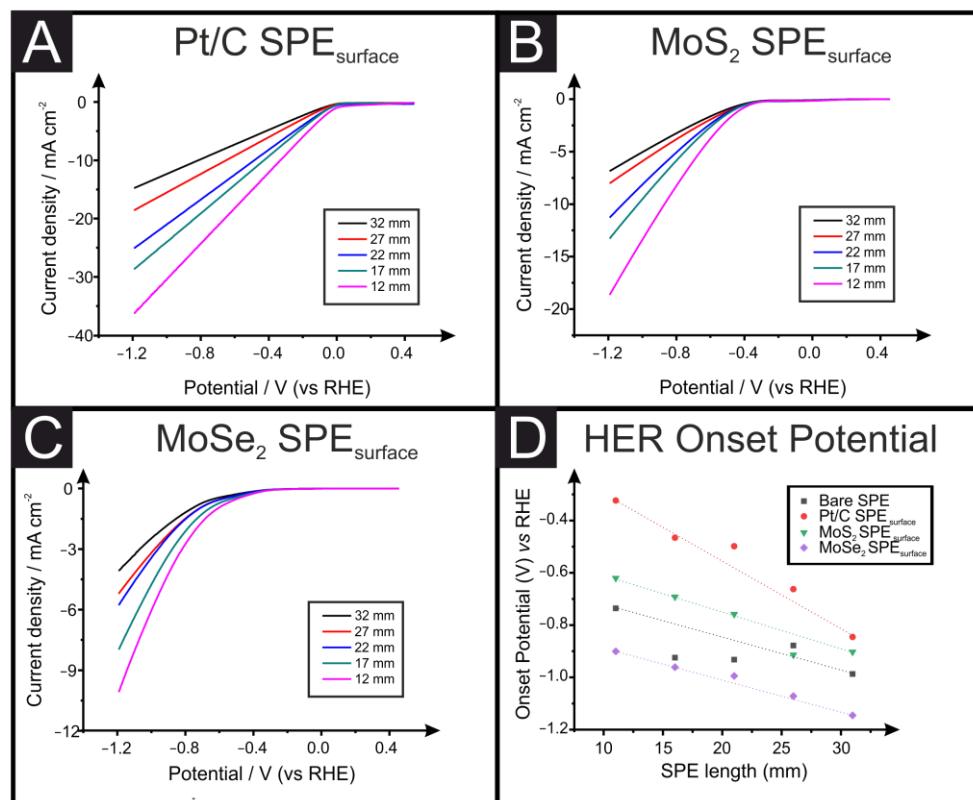 A
Pt/C SPEsurface
Current density / mA cm⁻²
0
−10
−20
−30
−40
−1.2 −0.8 −0.4 0.0 0.4
Potential / V (vs RHE)
32 mm
27 mm
22 mm
17 mm
12 mm
B
MoS₂ SPEsurface
Current density / mA cm⁻²
0
−5
−10
−15
−20
−1.2 −0.8 −0.4 0.0 0.4
Potential / V (vs RHE)
32 mm
27 mm
22 mm
17 mm
12 mm
C
MoSe₂ SPEsurface
Current density / mA cm⁻²
0
−3
−6
−9
−12
−1.2 −0.8 −0.4 0.0 0.4
Potential / V (vs RHE)
32 mm
27 mm
22 mm
17 mm
12 mm
D
HER Onset Potential
Onset Potential (V) vs RHE
−0.4
−0.6
−0.8
−1.0
−1.2
10 15 20 25 30
SPE length (mm)
Bare SPE
Pt/C SPEsurface
MoS₂ SPEsurface
MoSe₂ SPEsurface